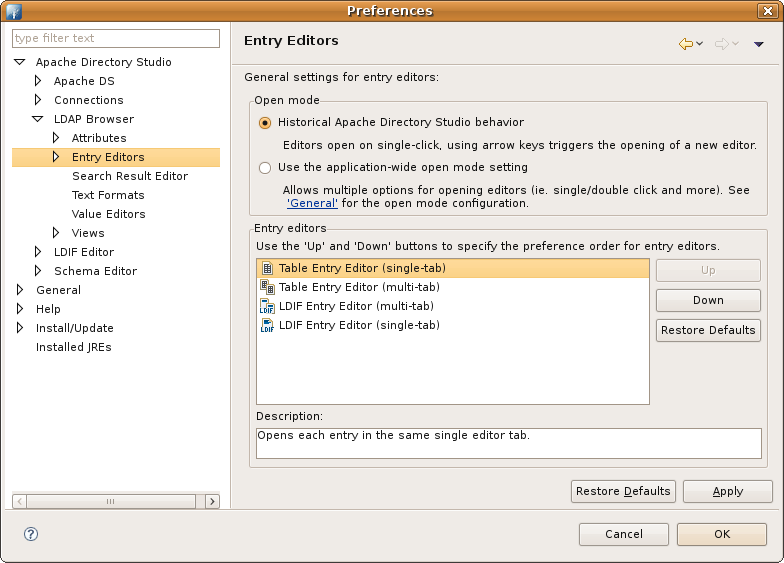 Preferences
type filter text
Apache Directory Studio
Apache DS
Connections
LDAP Browser
Attributes
Entry Editors
Search Result Editor
Text Formats
Value Editors
Views
LDIF Editor
Schema Editor
General
Help
Install/Update
Installed JREs
Entry Editors
General settings for entry editors:
Open mode
Historical Apache Directory Studio behavior
Editors open on single-click, using arrow keys triggers the opening of a new editor.
Use the application-wide open mode setting
Allows multiple options for opening editors (ie. single/double click and more). See
'General' for the open mode configuration.
Entry editors
Use the 'Up' and 'Down' buttons to specify the preference order for entry editors.
Table Entry Editor (single-tab)
Table Entry Editor (multi-tab)
LDIF LDIF Entry Editor (multi-tab)
LDIF LDIF Entry Editor (single-tab)
Up
Down
Restore Defaults
Description:
Opens each entry in the same single editor tab.
Restore Defaults
Apply
?
Cancel
OK